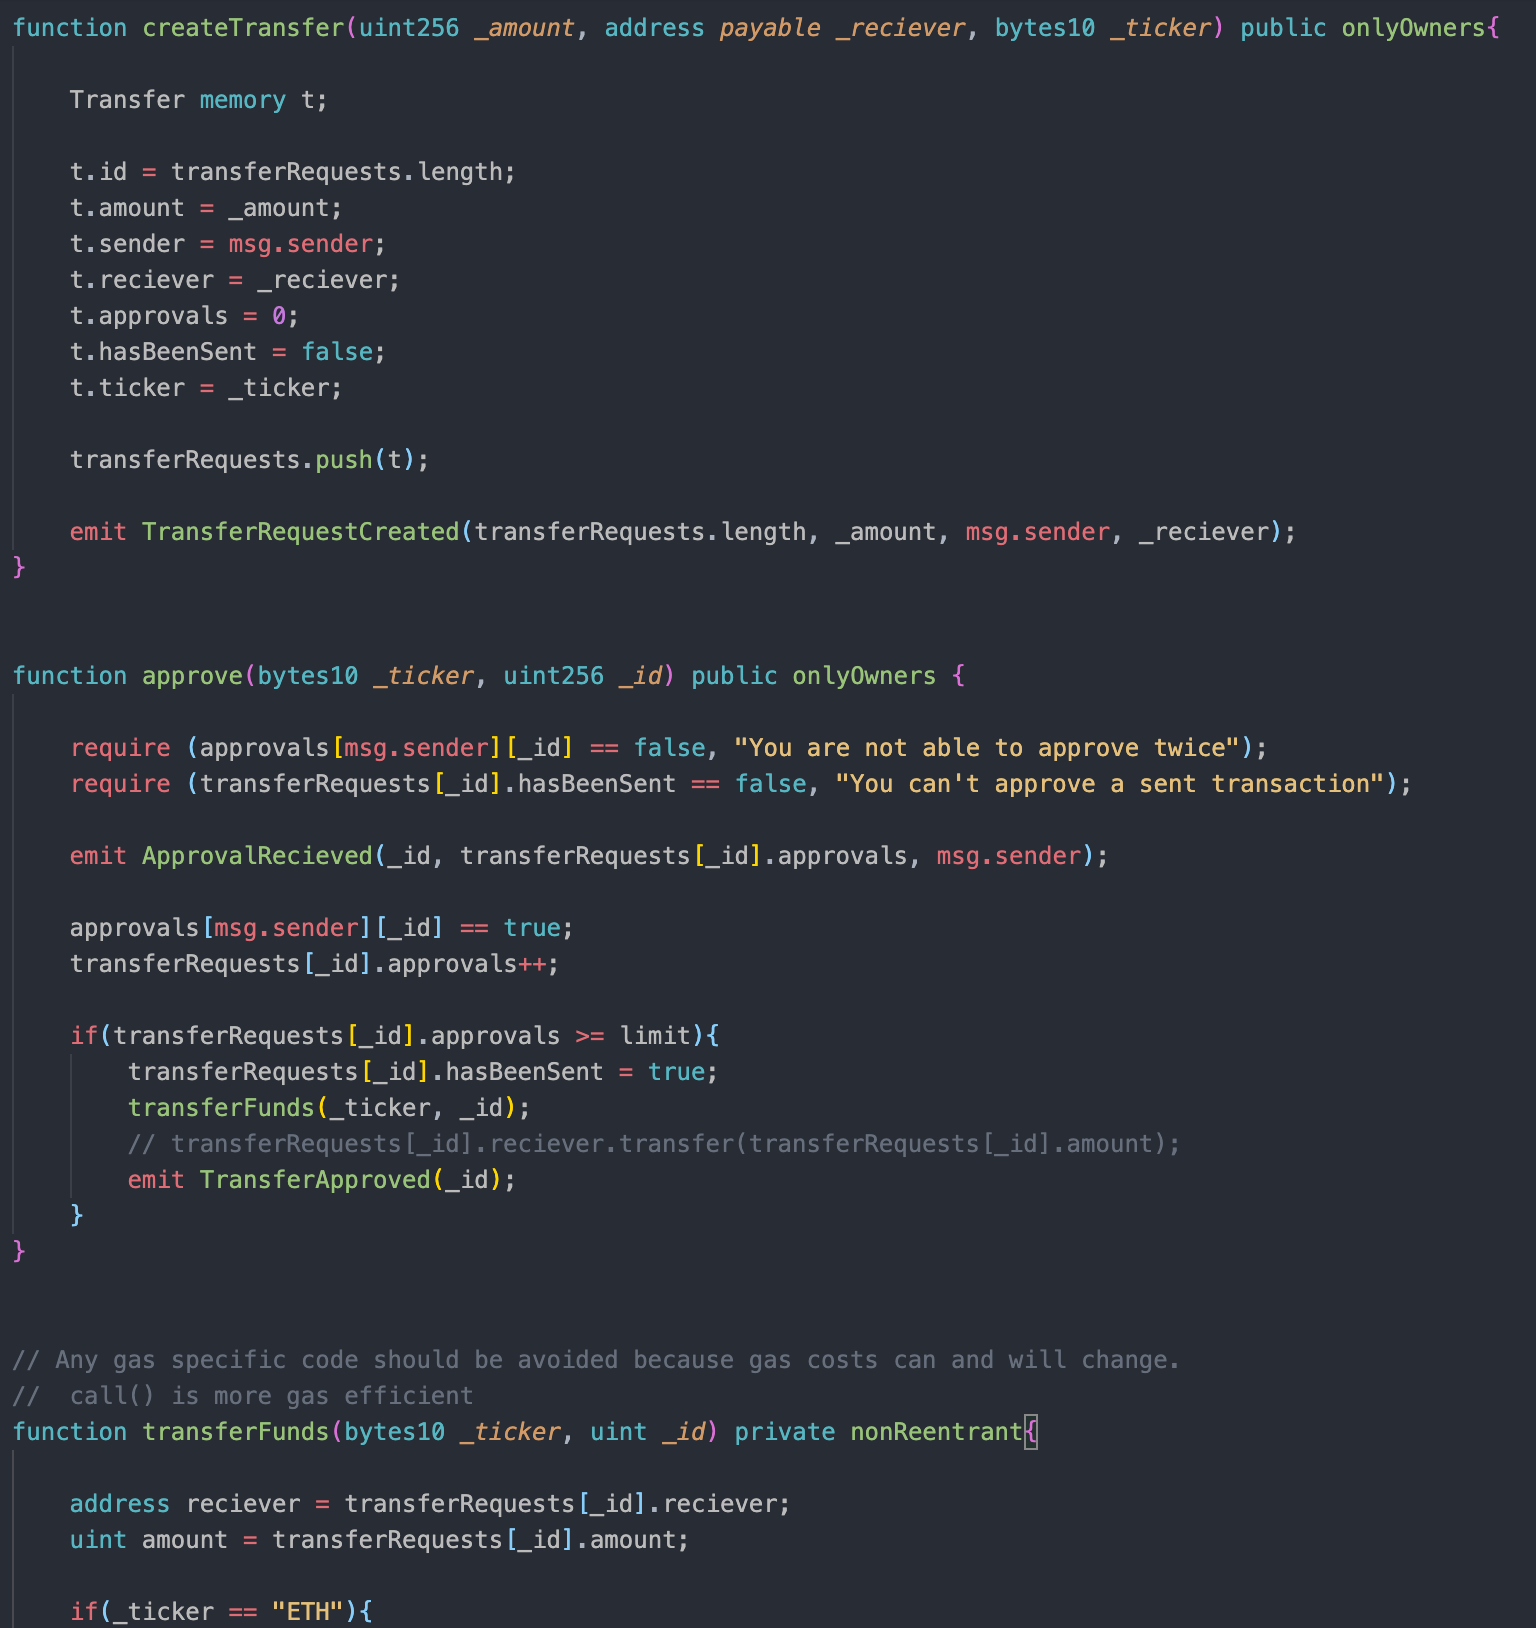 function createTransfer(uint256 _amount, address payable _reciever, bytes10 _ticker) public onlyOwners{
Transfer memory t;
t.id = transferRequests.length;
t.amount = _amount;
t.sender = msg.sender;
t.reciever = _reciever;
t.approvals = 0;
t.hasBeenSent = false;
t.ticker = _ticker;
transferRequests.push(t);
emit TransferRequestCreated(transferRequests.length, _amount, msg.sender, _reciever);
}
function approve(bytes10 _ticker, uint256 _id) public onlyOwners {
require (approvals[msg.sender][_id] == false, "You are not able to approve twice");
require (transferRequests[_id].hasBeenSent == false, "You can't approve a sent transaction");
emit ApprovalRecieved(_id, transferRequests[_id].approvals, msg.sender);
approvals[msg.sender][_id] == true;
transferRequests[_id].approvals++;
if(transferRequests[_id].approvals >= limit){
transferRequests[_id].hasBeenSent = true;
transferFunds(_ticker, _id);
// transferRequests[_id].reciever.transfer(transferRequests[_id].amount);
emit TransferApproved(_id);
}
}
// Any gas specific code should be avoided because gas costs can and will change.
//  call() is more gas efficient
function transferFunds(bytes10 _ticker, uint _id) private nonReentrant{
address reciever = transferRequests[_id].reciever;
uint amount = transferRequests[_id].amount;
if(_ticker == "ETH"){